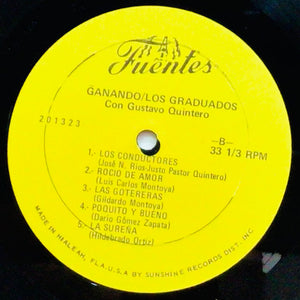 Fuentes
GANANDO/LOS GRADUADOS
Con Gustavo Quintero
201323
-B-
33 1/3 RPM
1.- LOS CONDUCTORES
(José N. Rios-Justo Pastor Quintero)
2.- ROCIO DE AMOR
(Luis Carlos Montoya)
3.- LAS GOTERERAS
(Gildardo Montoya)
4.- POQUITO Y BUENO
(Dario Gómez Zapata)
5.- LA SUREÑA
(Hildebrado Ortiz)
MADE IN HIALEAH, FLA. U.S.A BY SUNSHINE RECORDS DIST., INC